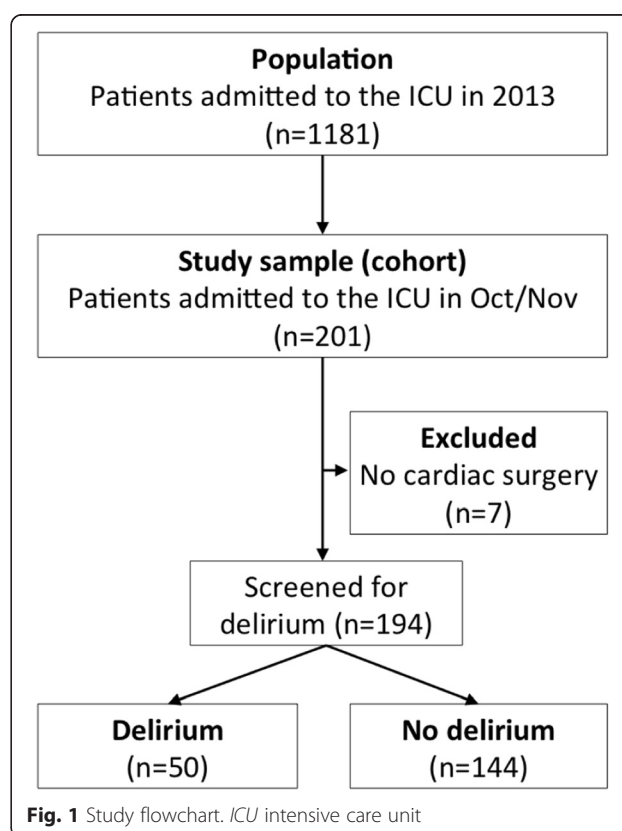 Population
Patients admitted to the ICU in 2013
(n=1181)
Study sample (cohort)
Patients admitted to the ICU in Oct/Nov
(n=201)
Excluded
No cardiac surgery
(n=7)
Screened for
delirium (n=194)
Delirium
(n=50)
No delirium
(n=144)
Fig. 1 Study flowchart. ICU intensive care unit